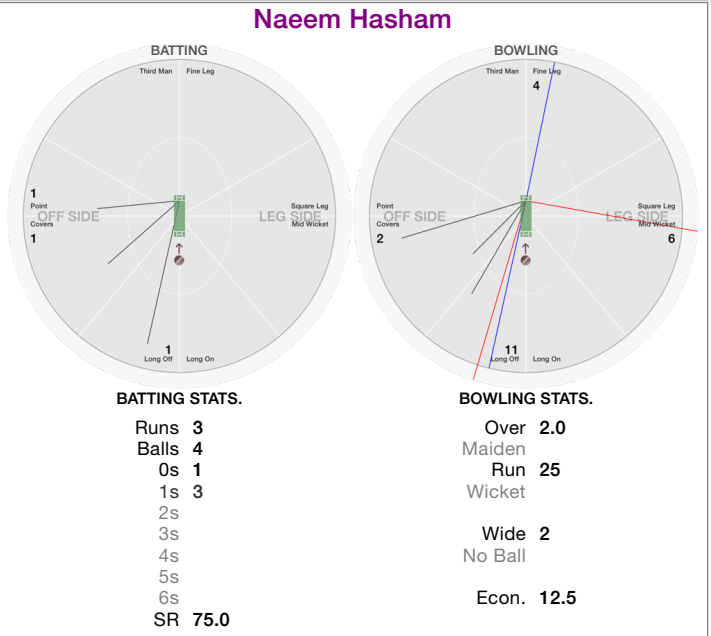 Naeem Hasham
BATTING
Third Man Fine Leg
1
Point
OFF SIDE
Covers
1
Square Leg
LEG SIDE
Mid Wicket
1
Long Off Long On
BATTING STATS.
Runs 3
Balls 4
0s 1
1s 3
2s
3s
4s
5s
6s
SR 75.0
BOWLING
Third Man Fine Leg
4
Point
OFF SIDE
Covers
2
Square Leg
LEG SIDE
Mid Wicket
6
11
Long Off Long On
BOWLING STATS.
Over 2.0
Maiden
Run 25
Wicket
Wide 2
No Ball
Econ. 12.5